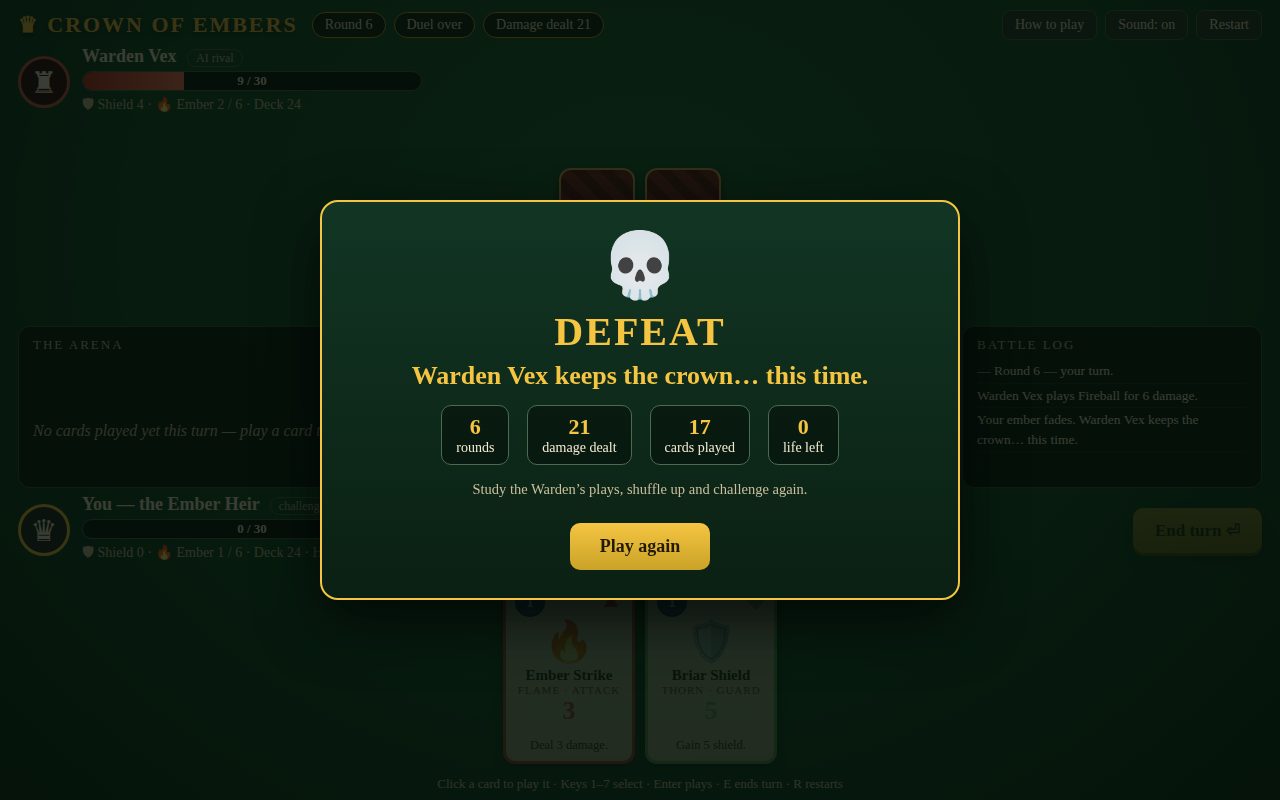 ♛ CROWN OF EMBERS
Round 6
Duel over
Damage dealt 21
How to play
Sound: on
Restart
Warden Vex
AI rival
9 / 30
Shield 4 · 🔥 Ember 2 / 6 · Deck 24
DEFEAT
Warden Vex keeps the crown… this time.
6
rounds
21
damage dealt
17
cards played
0
life left
Study the Warden’s plays, shuffle up and challenge again.
Play again
THE ARENA
No cards played yet this turn — play a card
BATTLE LOG
— Round 6 — your turn.
Warden Vex plays Fireball for 6 damage.
Your ember fades. Warden Vex keeps the
crown… this time.
You — the Ember Heir
0 / 30
Shield 0 · 🔥 Ember 1 / 6 · Deck 24 ·
End turn ⏎
Ember Strike
FLAME · ATTACK
3
Deal 3 damage.
Briar Shield
THORN · GUARD
5
Gain 5 shield.
Click a card to play it · Keys 1–7 select · Enter plays · E ends turn · R restarts